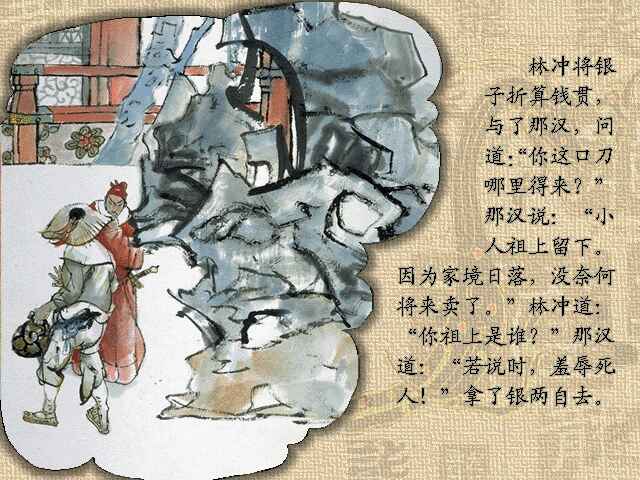 林冲将银
子折算钱贯，
与了那汉，问
道：“你这口刀
哪里得来？”
那汉说：“小
人祖上留下。
因为家境日落，没奈何
将来卖了。”林冲道：
“你祖上是谁？”那汉
道：“若说时，羞辱死
人！”拿了银两自去。